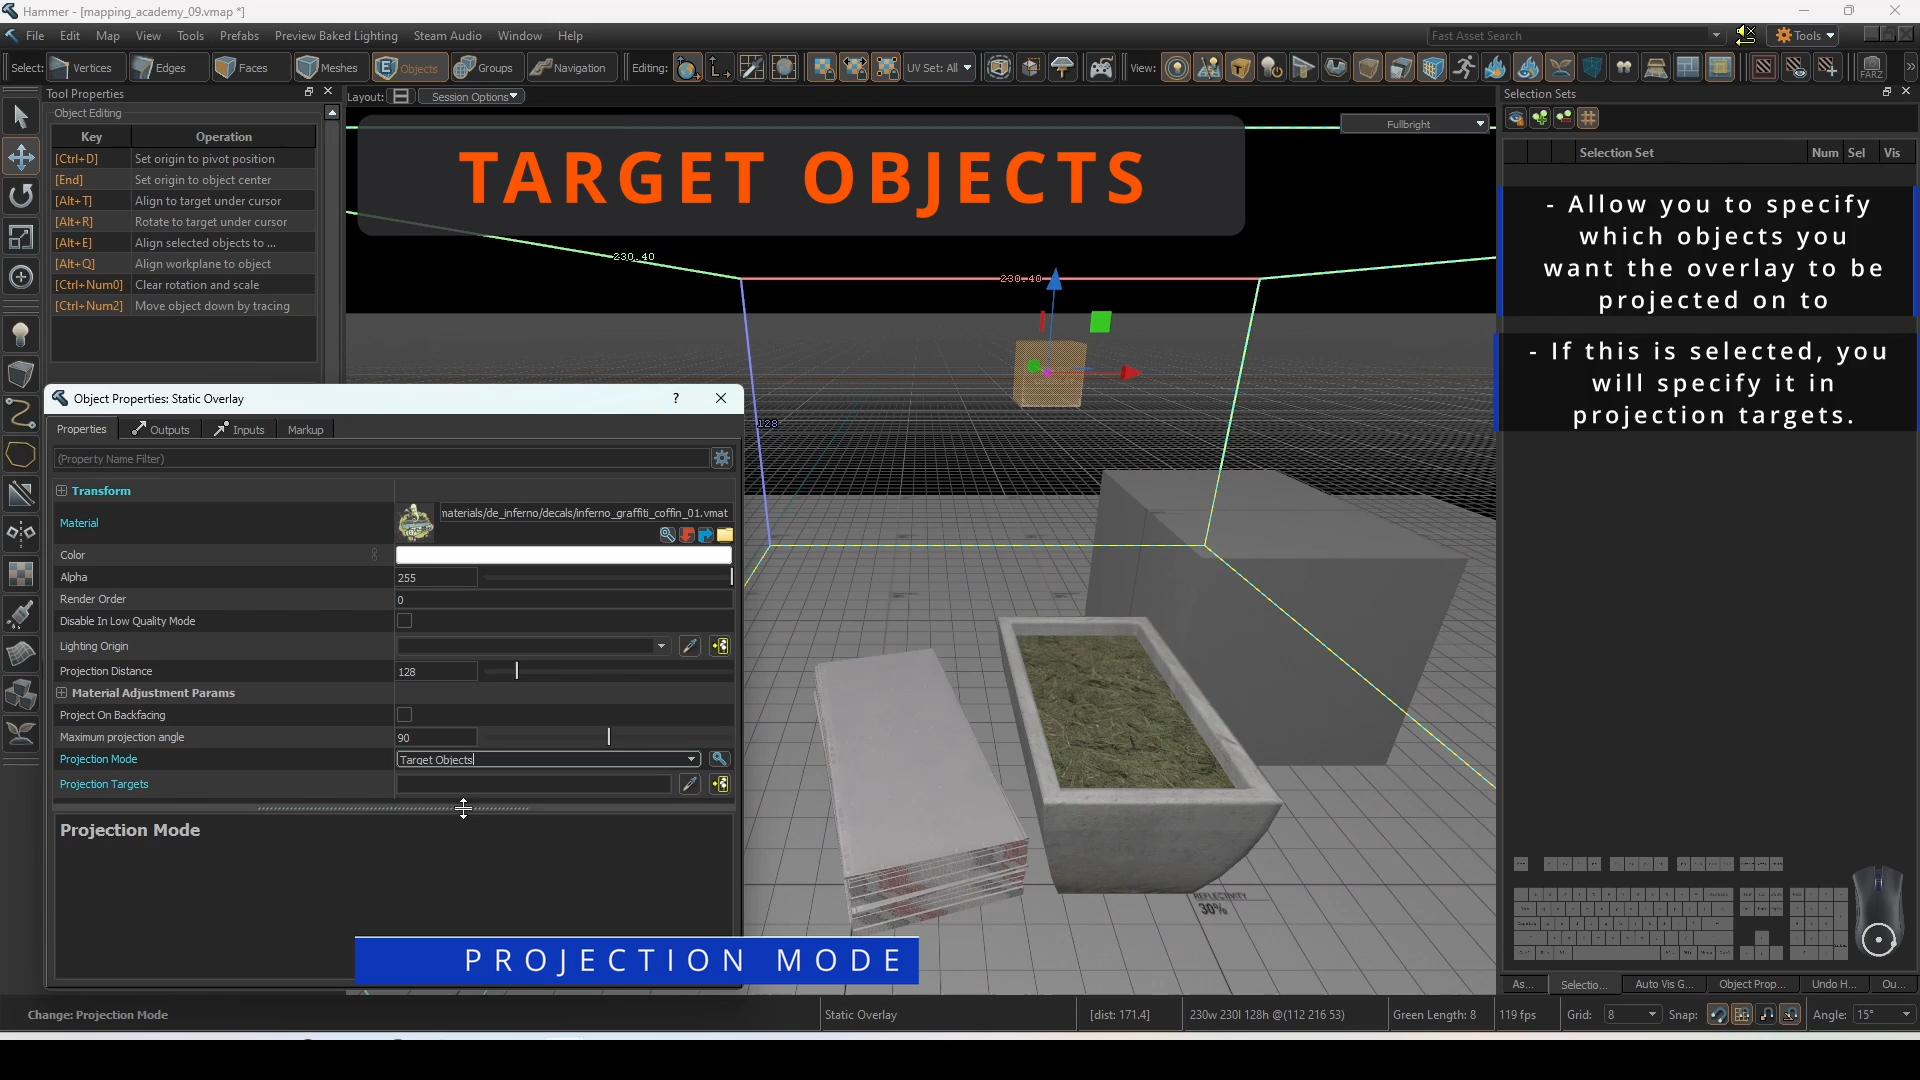 Hammer - [mapping_academy_09.vmap *]
File Edit Map View Tools Prefabs Preview Baked Lighting Steam Audio Window Help
Fast Asset Search
Tools
Select: Vertices Edges Faces Meshes Objects Groups Navigation Editing: UV Set: All View: FARZ
Tool Properties
Layout: Session Options
Selection Sets
Object Editing
Fullbright
Key Operation
[Ctrl+D] Set origin to pivot position
[End] Set origin to object center
[Alt+T] Align to target under cursor
[Alt+R] Rotate to target under cursor
[Alt+E] Align selected objects to ...
[Alt+Q] Align workplane to object
[Ctrl+Num0] Clear rotation and scale
[Ctrl+Num2] Move object down by tracing
TARGET OBJECTS
Selection Set Num Sel Vis
- Allow you to specify
which objects you
want the overlay to be
projected on to
- If this is selected, you
will specify it in
projection targets.
230.40
230.40
128
Object Properties: Static Overlay
Properties Outputs Inputs Markup
(Property Name Filter)
Transform
Material naterials/de_inferno/decals/inferno_graffiti_coffin_01.vmat
Color
Alpha 255
Render Order 0
Disable In Low Quality Mode
Lighting Origin
Projection Distance 128
Material Adjustment Params
Project On Backfacing
Maximum projection angle 90
Projection Mode Target Objects
Projection Targets
Projection Mode
REFLECTIVITY
30%
PROJECTION MODE
As... Selectio... Auto Vis G... Object Prop... Undo H... Ou...
Change: Projection Mode Static Overlay [dist: 171.4] 230w 230l 128h @(112 216 53) Green Length: 8 119 fps Grid: 8 Snap: Angle: 15°